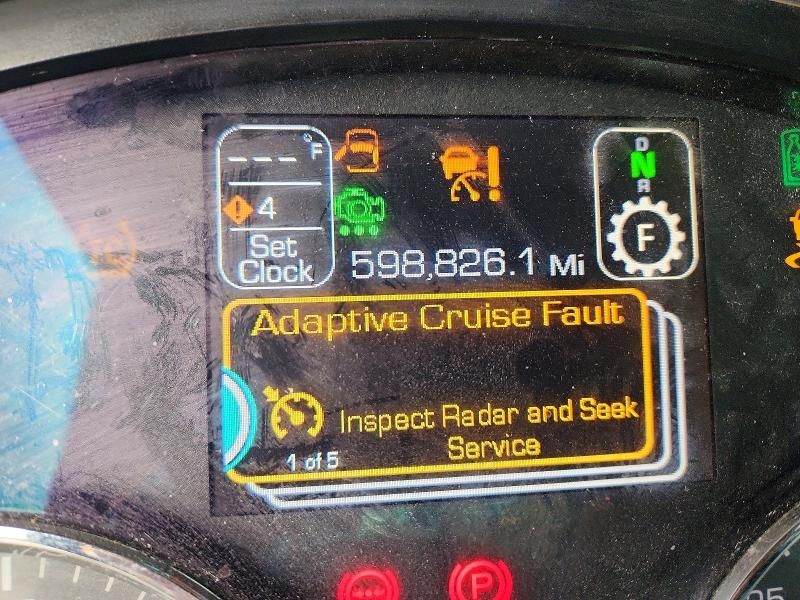 ---°F
4
Set
Clock
D
N
R
F
598,826.1 Mi
Adaptive Cruise Fault
Inspect Radar and Seek
Service
1 of 5
P